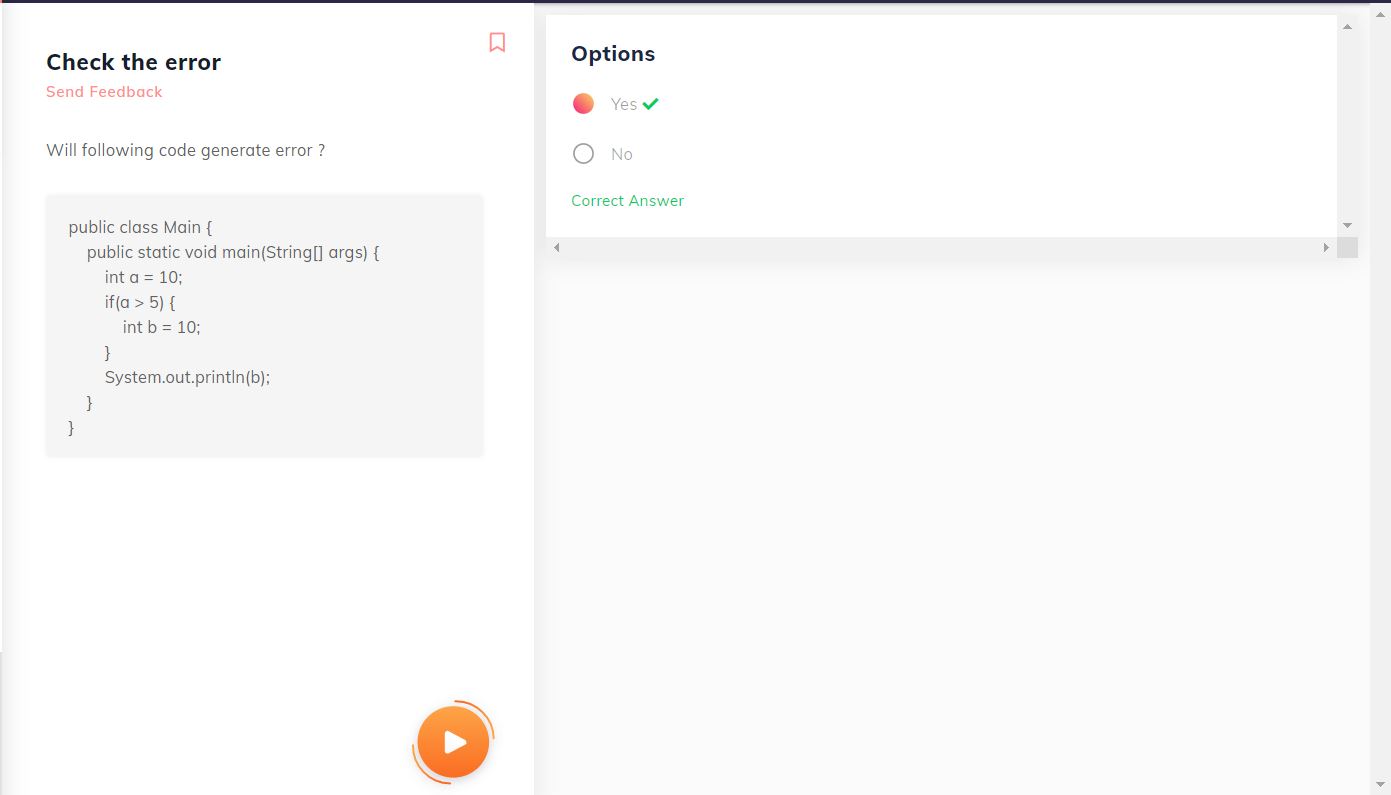 Check the error
Send Feedback
Will following code generate error ?
public class Main {
    public static void main(String[] args) {
        int a = 10;
        if(a > 5) {
            int b = 10;
        }
        System.out.println(b);
    }
}
Options
Yes
No
Correct Answer